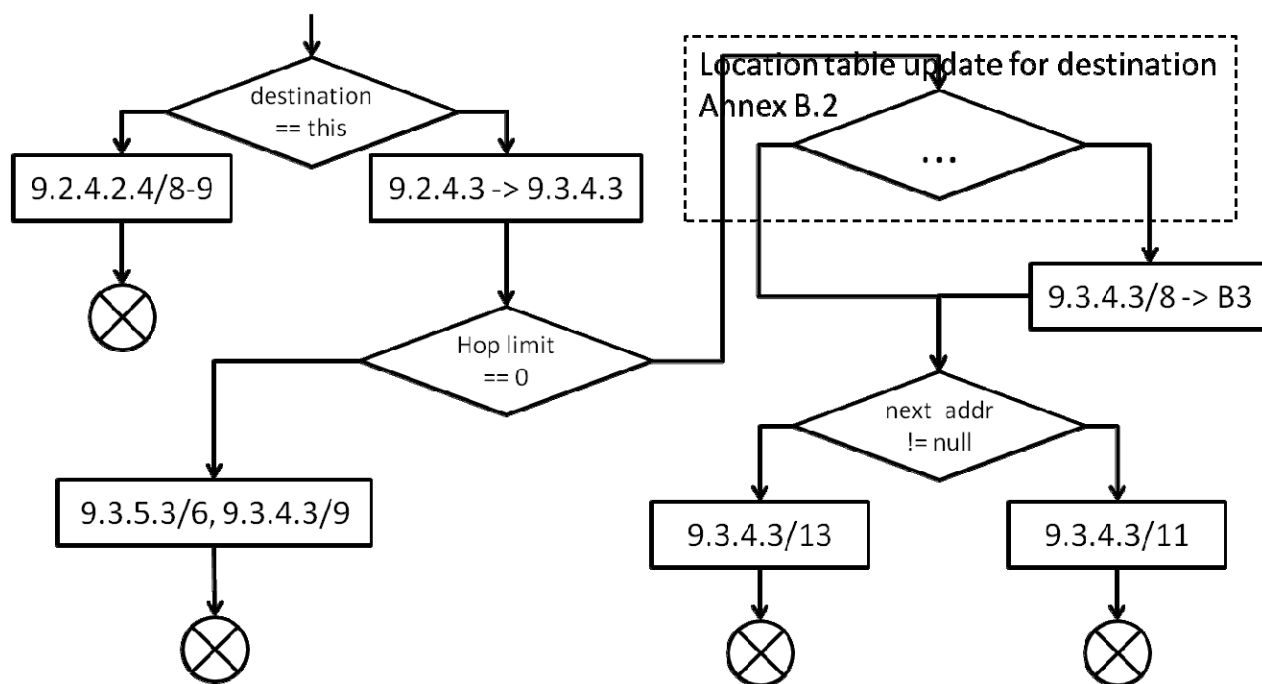 destination
== this
9.2.4.2.4/8-9
9.2.4.3 -> 9.3.4.3
Hop limit
== 0
9.3.5.3/6, 9.3.4.3/9
Location table update for destination
Annex B.2
...
9.3.4.3/8 -> B3
next addr
!= null
9.3.4.3/13
9.3.4.3/11